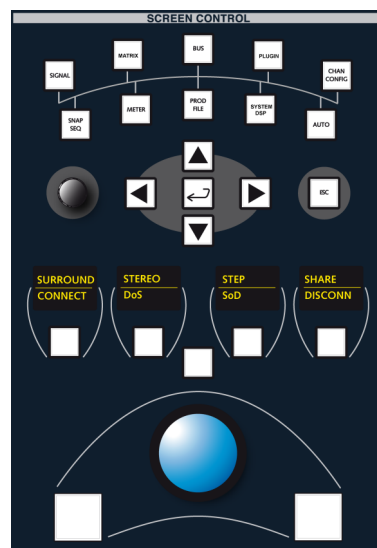 SCREEN CONTROL
MATRIX
BUS
PLUGIN
SIGNAL
CHAN
CONFIG
SNAP
SEQ
METER
PROD
FILE
SYSTEM
DSP
AUTO
ESC
SURROUND
CONNECT
STEREO
DoS
STEP
SoD
SHARE
DISCONN